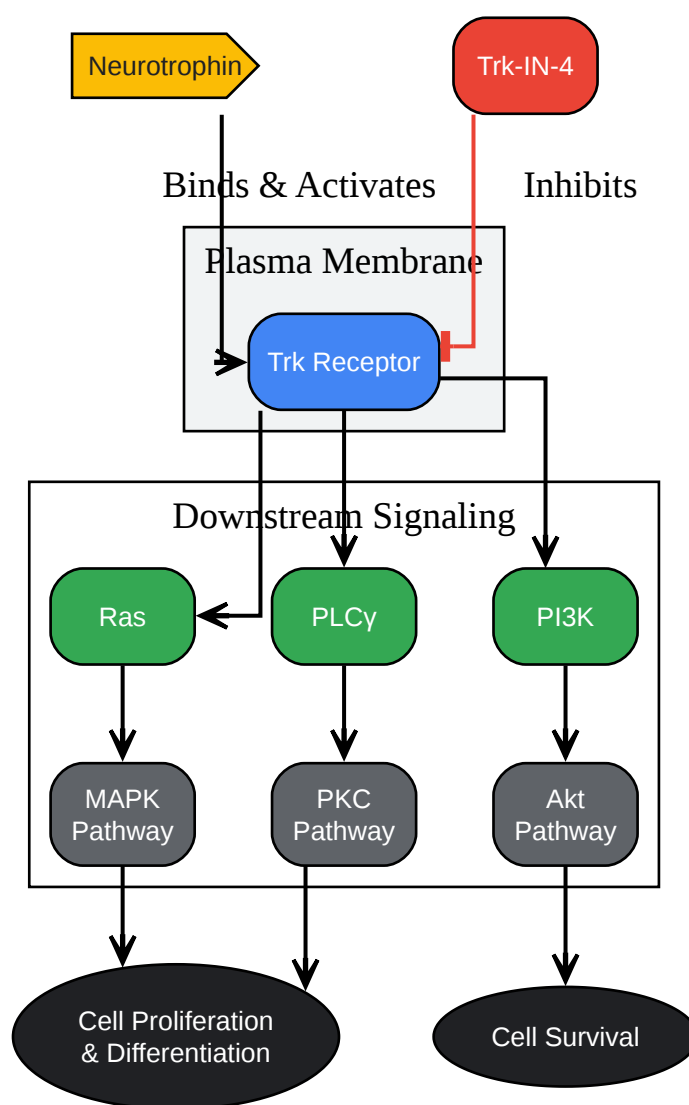 Neurotrophin
Trk-IN-4
Binds & Activates
Inhibits
Plasma Membrane
Trk Receptor
Downstream Signaling
Ras
PLCγ
PI3K
MAPK
Pathway
PKC
Pathway
Akt
Pathway
Cell Proliferation
& Differentiation
Cell Survival